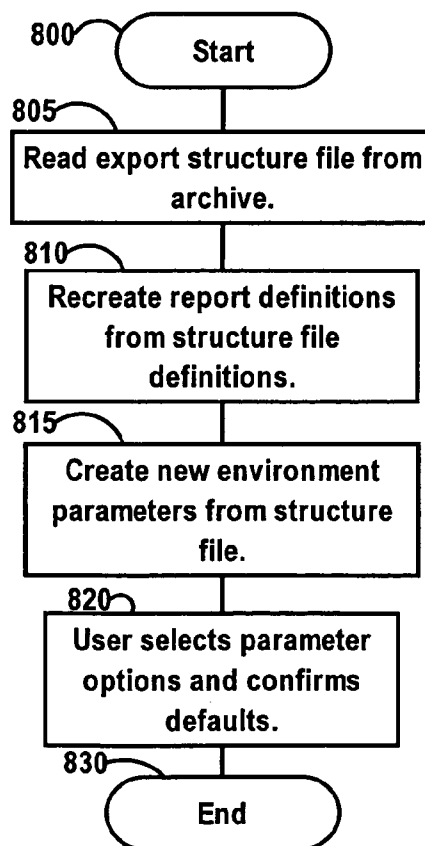 800
Start
805
Read export structure file from
archive.
810
Recreate report definitions
from structure file
definitions.
815
Create new environment
parameters from structure
file.
820
User selects parameter
options and confirms
defaults.
830
End